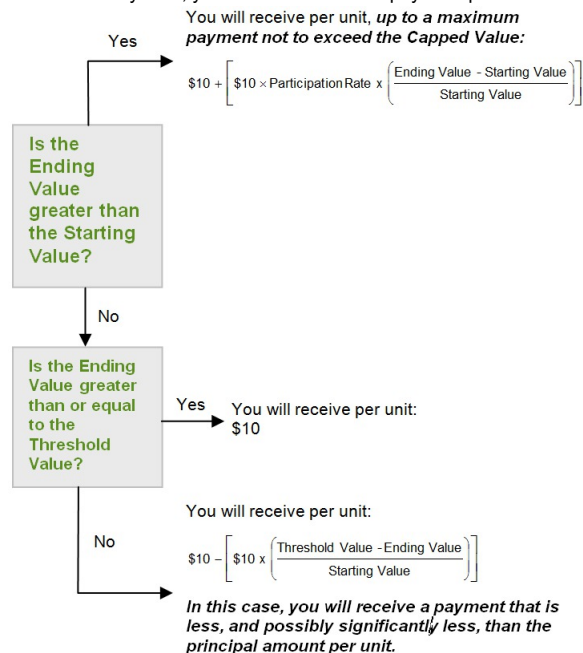 You will receive per unit, up to a maximum
Yes
payment not to exceed the Capped Value:
$10 + [$10 × Participation Rate x (Ending Value - Starting Value / Starting Value)]
Is the
Ending
Value
greater than
the Starting
Value?
No
Is the Ending
Value greater
than or equal
to the
Threshold
Value?
Yes
You will receive per unit:
$10
You will receive per unit:
No
$10 – [$10 x (Threshold Value - Ending Value / Starting Value)]
In this case, you will receive a payment that is
less, and possibly significantly less, than the
principal amount per unit.